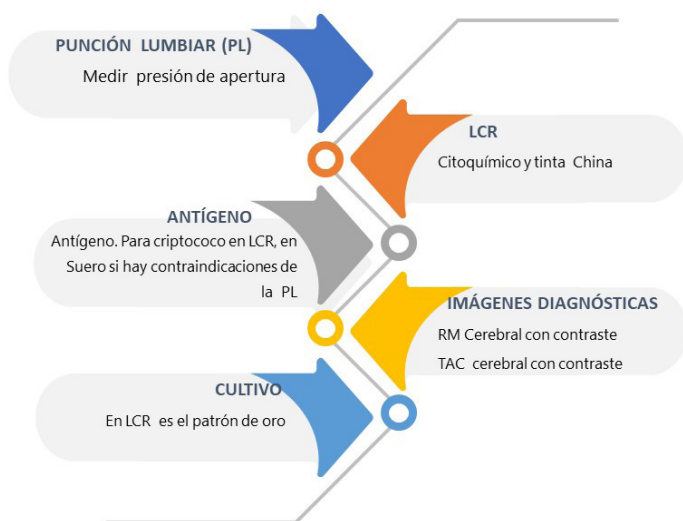 PUNCIÓN LUMBIAR (PL)
Medir presión de apertura
LCR
Citoquímico y tinta China
ANTÍGENO
Antígeno. Para criptococo en LCR, en
Suero si hay contraindicaciones de
la PL
IMÁGENES DIAGNÓSTICAS
RM Cerebral con contraste
TAC cerebral con contraste
CULTIVO
En LCR es el patrón de oro